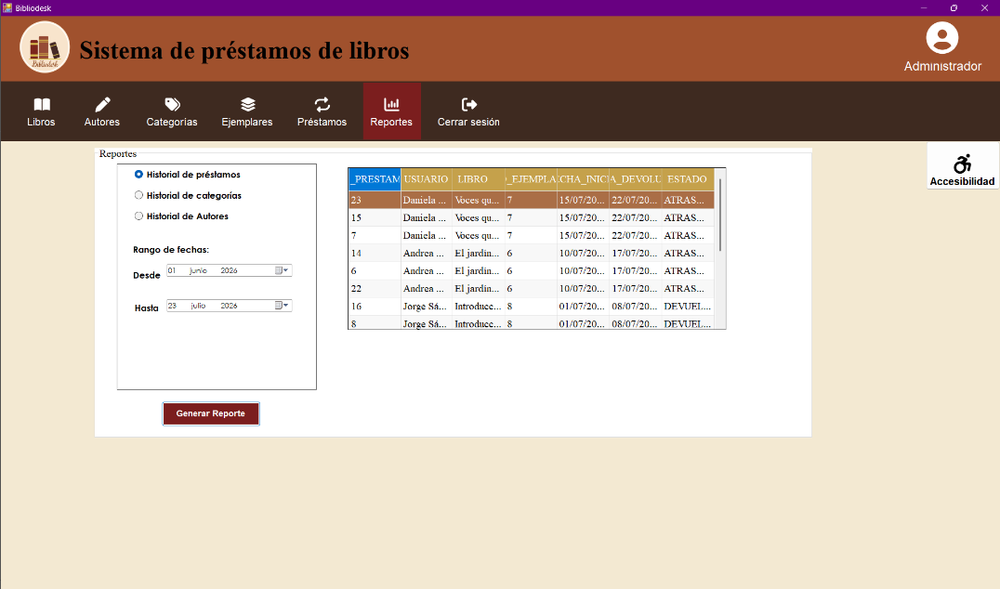 Bibliodesk
Bibliodesk
Sistema de préstamos de libros
Administrador
Libros
Autores
Categorías
Ejemplares
Préstamos
Reportes
Cerrar sesión
Accesibilidad
Reportes
Historial de préstamos
Historial de categorías
Historial de Autores
Rango de fechas:
Desde 01 junio 2026
Hasta 23 julio 2026
Generar Reporte
_PRESTAM USUARIO LIBRO _EJEMPLA CHA_INICI A_DEVOLU ESTADO
23 Daniela ... Voces qu... 7 15/07/20... 22/07/20... ATRAS...
15 Daniela ... Voces qu... 7 15/07/20... 22/07/20... ATRAS...
7 Daniela ... Voces qu... 7 15/07/20... 22/07/20... ATRAS...
14 Andrea ... El jardín... 6 10/07/20... 17/07/20... ATRAS...
6 Andrea ... El jardín... 6 10/07/20... 17/07/20... ATRAS...
22 Andrea ... El jardín... 6 10/07/20... 17/07/20... ATRAS...
16 Jorge Sá... Introducc... 8 01/07/20... 08/07/20... DEVUEL...
8 Jorge Sá... Introducc... 8 01/07/20... 08/07/20... DEVUEL...